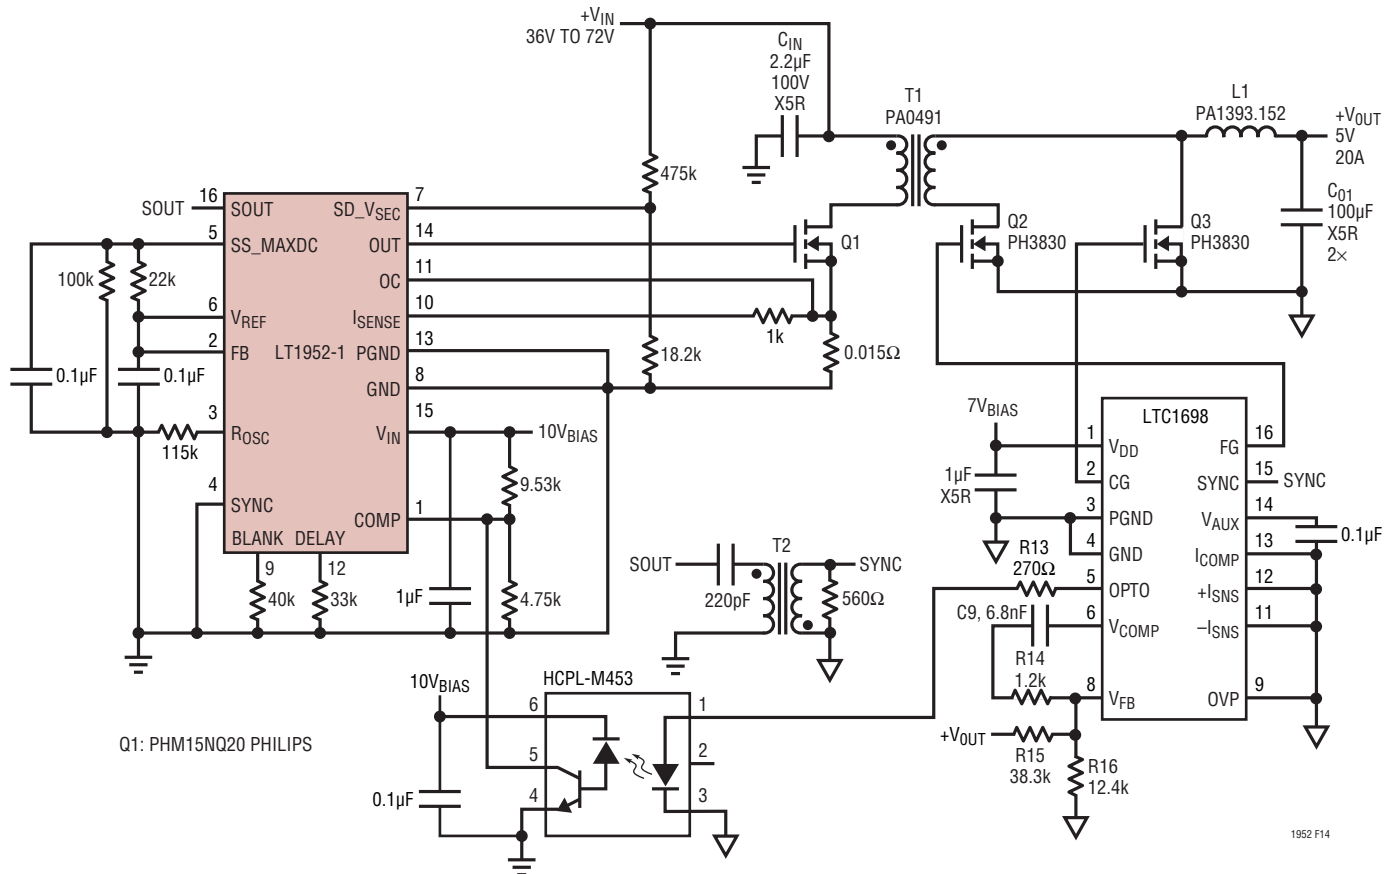 +VIN
36V TO 72V
CIN
2.2µF
100V
X5R
T1
PA0491
L1
PA1393.152
+V0UT
5V
20A
C01
100µF
X5R
2×
475k
SOUT
16
SOUT
SD_VSEC
7
5
SS_MAXDC
OUT
14
Q1
Q2
PH3830
Q3
PH3830
100k
22k
OC
11
6
VREF
ISENSE
10
1k
2
FB
LT1952-1
PGND
13
18.2k
0.015Ω
0.1µF
0.1µF
GND
8
3
ROSC
115k
VIN
15
10VBIAS
9.53k
4
SYNC
COMP
1
BLANK
DELAY
9
12
40k
33k
1µF
4.75k
7VBIAS
1µF
X5R
LTC1698
1
VDD
FG
16
2
CG
SYNC
15
SYNC
3
PGND
VAUX
14
0.1µF
4
GND
ICOMP
13
R13
270Ω
5
OPTO
+ISNS
12
C9, 6.8nF
6
VCOMP
–ISNS
11
R14
1.2k
8
VFB
OVP
9
+V0UT
R15
38.3k
R16
12.4k
SOUT
220pF
T2
SYNC
560Ω
HCPL-M453
10VBIAS
6
1
5
2
4
3
0.1µF
Q1: PHM15NQ20 PHILIPS
1952 F14